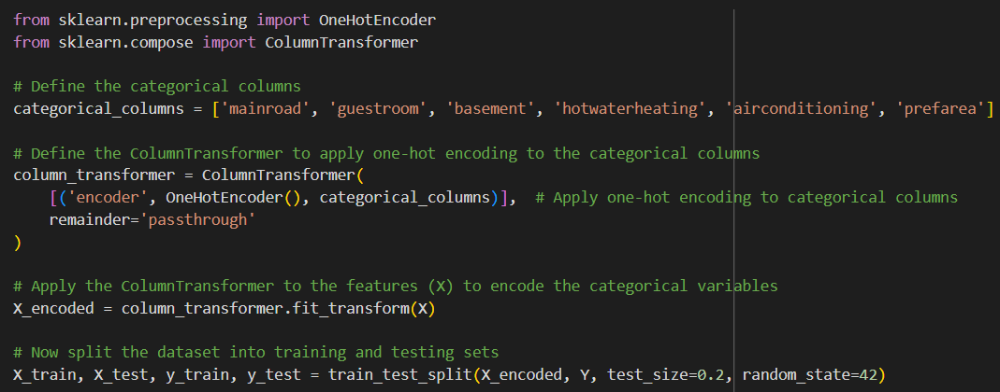 from sklearn.preprocessing import OneHotEncoder
from sklearn.compose import ColumnTransformer
# Define the categorical columns
categorical_columns = ['mainroad', 'guestroom', 'basement', 'hotwaterheating', 'airconditioning', 'prefarea']
# Define the ColumnTransformer to apply one-hot encoding to the categorical columns
column_transformer = ColumnTransformer(
    [('encoder', OneHotEncoder(), categorical_columns)],  # Apply one-hot encoding to categorical columns
    remainder='passthrough'
)
# Apply the ColumnTransformer to the features (X) to encode the categorical variables
X_encoded = column_transformer.fit_transform(X)
# Now split the dataset into training and testing sets
X_train, X_test, y_train, y_test = train_test_split(X_encoded, Y, test_size=0.2, random_state=42)